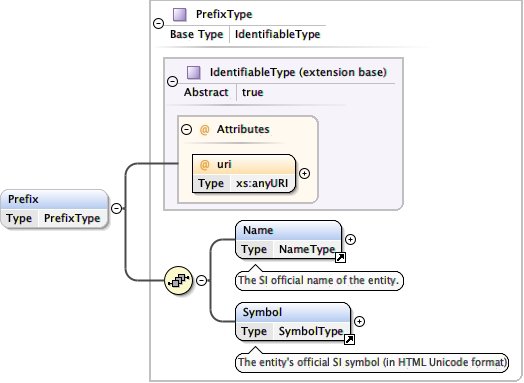 PrefixType
Base Type IdentifiableType
IdentifiableType (extension base)
Abstract true
@ Attributes
@ uri
Type xs:anyURI
Prefix
Type PrefixType
Name
Type NameType
The SI official name of the entity.
Symbol
Type SymbolType
The entity's official SI symbol (in HTML Unicode format)